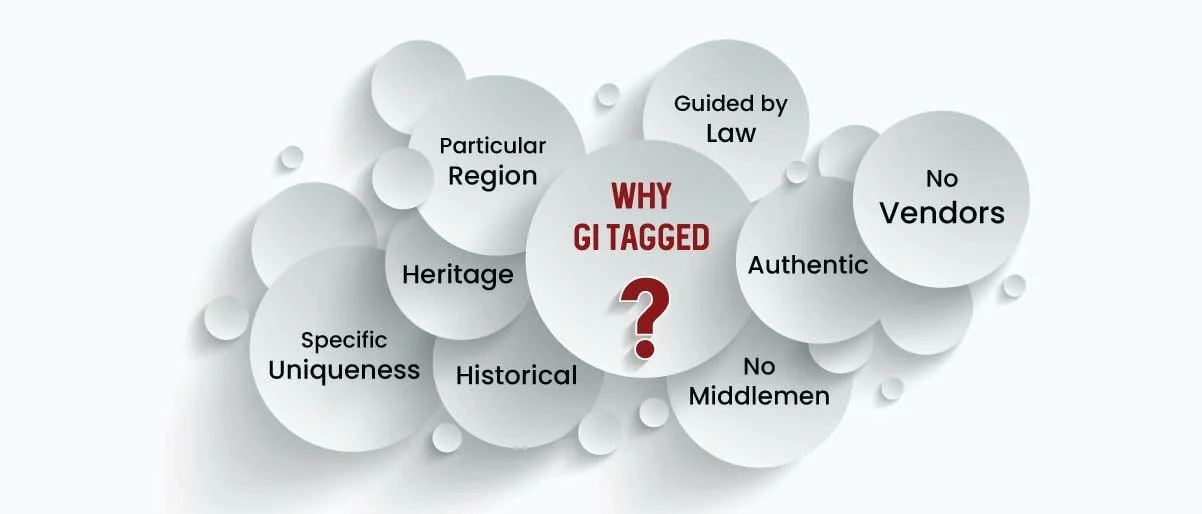 WHY
GI TAGGED
?
Particular
Region
Guided by
Law
No
Vendors
Heritage
Authentic
Specific
Uniqueness
Historical
No
Middlemen